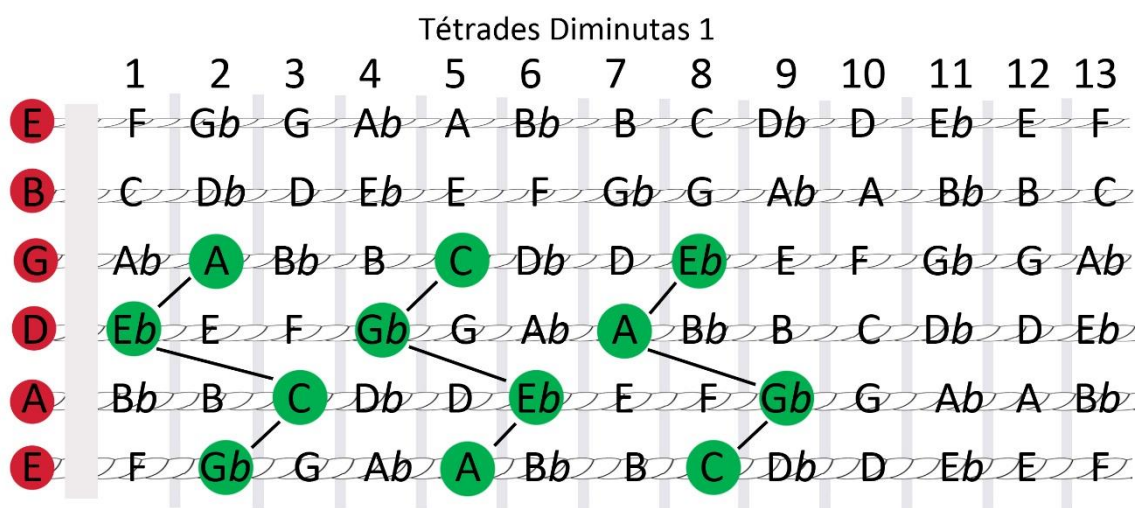 Tétrades Diminutas 1
1 2 3 4 5 6 7 8 9 10 11 12 13
E F Gb G Ab A Bb B C Db D Eb E F
B C Db D Eb E F Gb G Ab A Bb B C
G Ab A Bb B C Db D Eb E F Gb G Ab
D Eb E F Gb G Ab A Bb B C Db D Eb
A Bb B C Db D Eb E F Gb G Ab A Bb
E F Gb G Ab A Bb B C Db D Eb E F